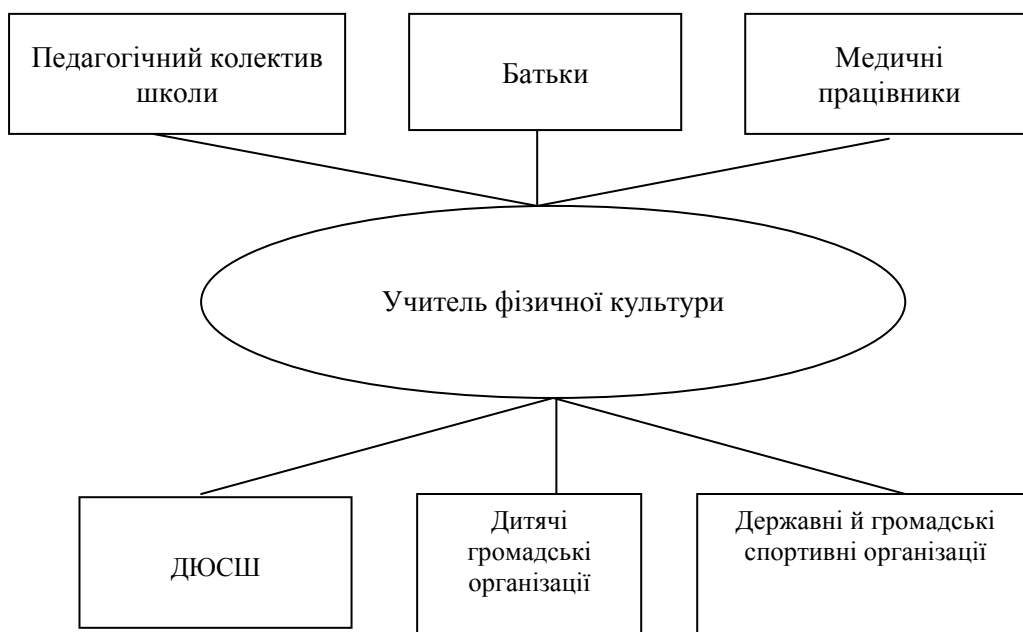 Педагогічний колектив
школи
Батьки
Медичні
працівники
Учитель фізичної культури
ДЮСШ
Дитячі
громадські
організації
Державні й громадські
спортивні організації